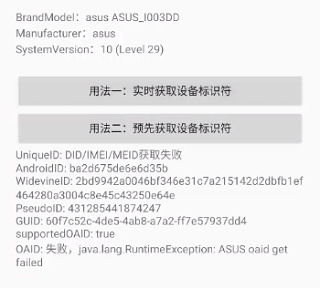 BrandModel：asus ASUS_I003DD
Manufacturer：asus
SystemVersion：10 (Level 29)
用法一：实时获取设备标识符
用法二：预先获取设备标识符
UniqueID: DID/IMEI/MEID获取失败
AndroidID: ba2d675de6e6d35b
WidevineID: 2bd9942a0046bf346e31c7a215142d2dbfb1ef
464280a3004c8e45c43250e64e
PseudoID: 431285441874247
GUID: 60f7c52c-4de5-4ab8-a7a2-ff7e57937dd4
supportedOAID: true
OAID: 失败，java.lang.RuntimeException: ASUS oaid get
failed